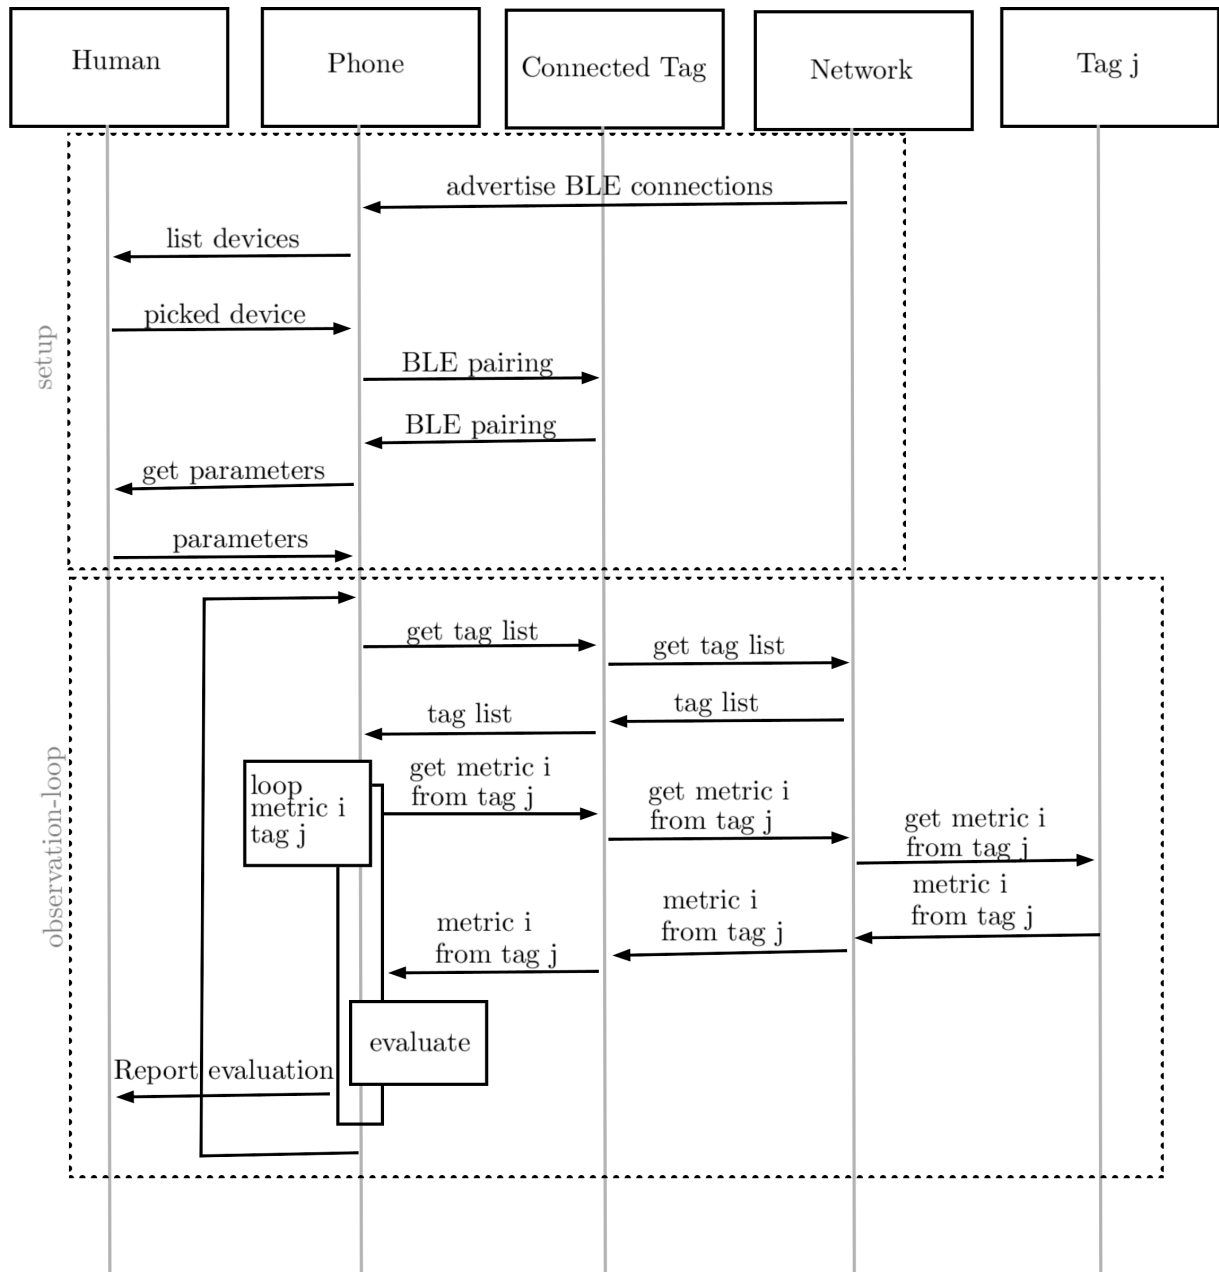 Human
Phone
Connected Tag
Network
Tag j
advertise BLE connections
list devices
picked device
setup
BLE pairing
BLE pairing
get parameters
parameters
get tag list
get tag list
tag list
tag list
observation-loop
loop
metric i
tag j
get metric i
from tag j
get metric i
from tag j
get metric i
from tag j
metric i
from tag j
metric i
from tag j
metric i
from tag j
evaluate
Report evaluation